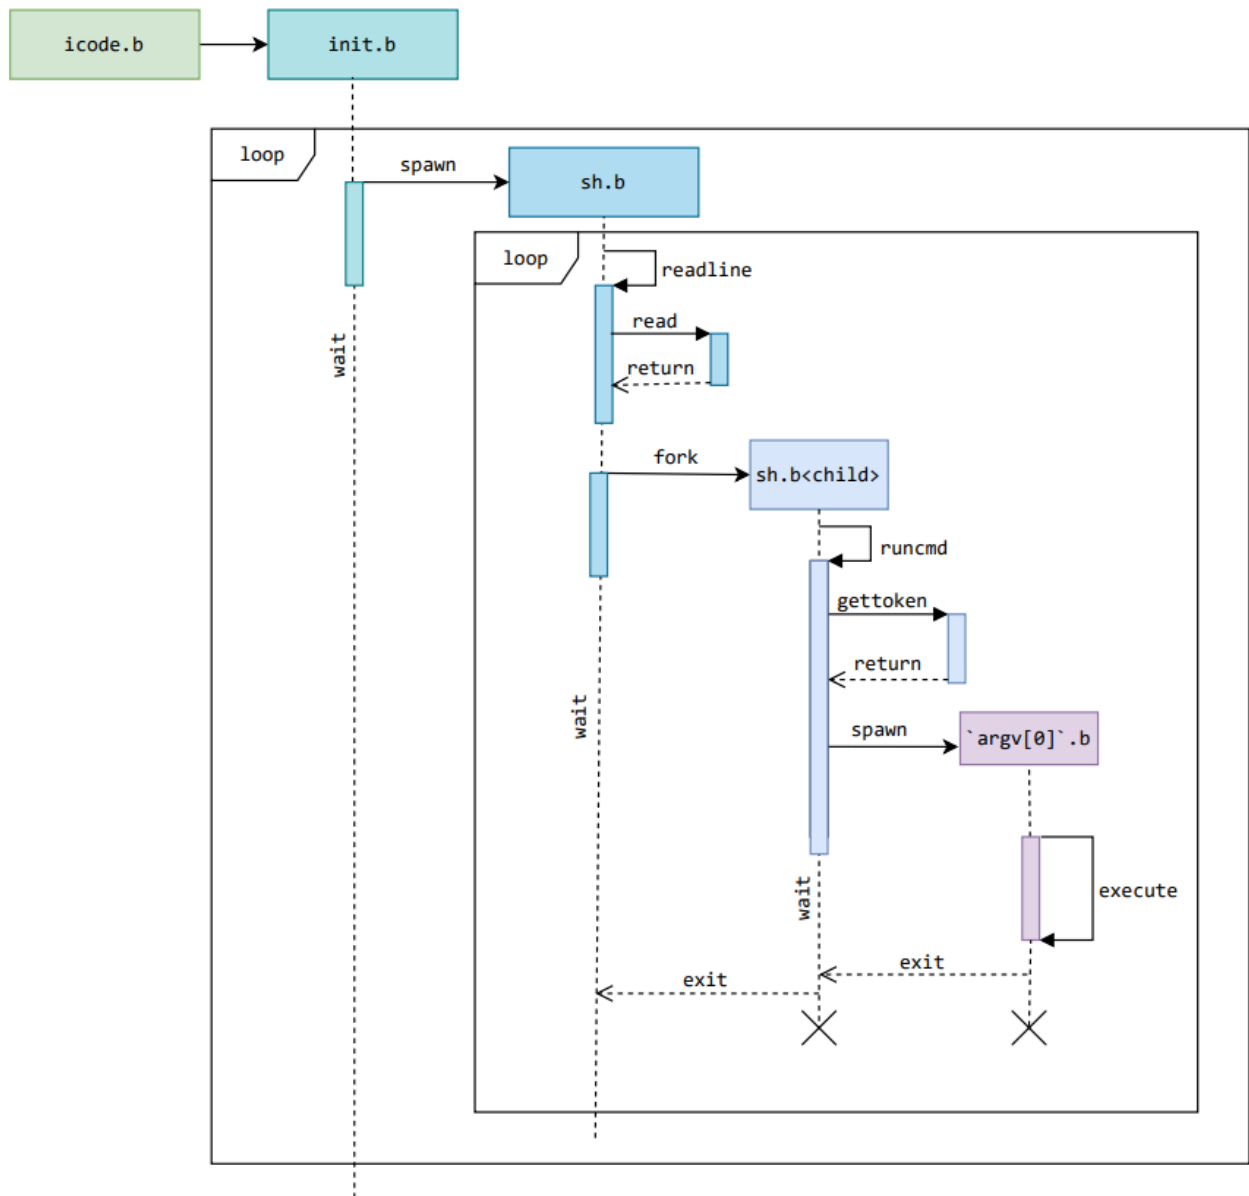 icode.b
init.b
loop
spawn
sh.b
loop
readline
read
wait
return
fork
sh.b<child>
runcmd
gettoken
return
wait
spawn
`argv[0]`.b
wait
execute
exit
exit